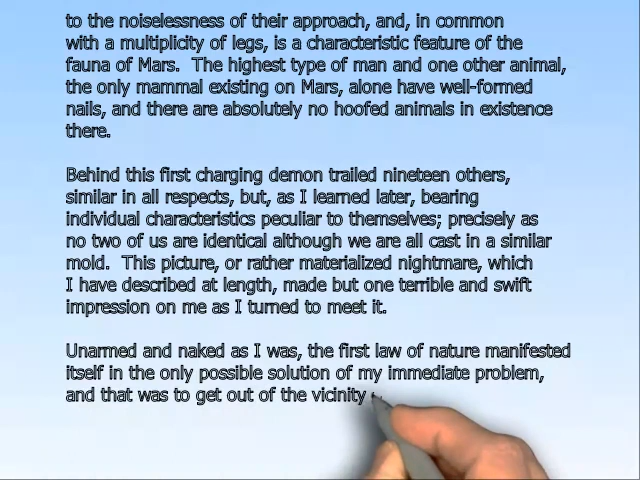 to the noiselessness of their approach, and, in common
with a multiplicity of legs, is a characteristic feature of the
fauna of Mars.  The highest type of man and one other animal,
the only mammal existing on Mars, alone have well-formed
nails, and there are absolutely no hoofed animals in existence
there.

Behind this first charging demon trailed nineteen others,
similar in all respects, but, as I learned later, bearing
individual characteristics peculiar to themselves; precisely as
no two of us are identical although we are all cast in a similar
mold.  This picture, or rather materialized nightmare, which
I have described at length, made but one terrible and swift
impression on me as I turned to meet it.

Unarmed and naked as I was, the first law of nature manifested
itself in the only possible solution of my immediate problem,
and that was to get out of the vicinity